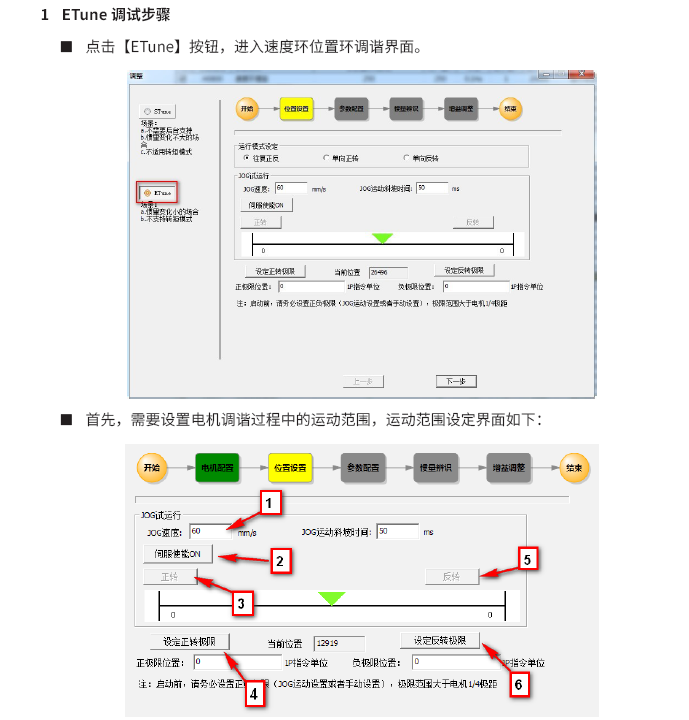 1 ETune 调试步骤
■ 点击【ETune】按钮，进入速度环位置环调谐界面。
调整
STune
场景：
a.不需要后台支持
b.惯量变化不大的场
合
c.不适用转矩模式
ETune
场景：
a.惯量变化小的场合
b.不支持转矩模式
开始 位置设置 参数配置 惯量辨识 增益调整 结束
运行模式设定
往复正反 单向正转 单向反转
JOG试运行
JOG速度： 60 mm/s JOG运动斜坡时间： 50 ms
伺服使能ON
正转 反转
0 0
设定正转极限 当前位置 26496 设定反转极限
正极限位置： 0 1P指令单位 负极限位置： 0 1P指令单位
注：启动前，请务必设置正负极限（JOG运动设置或者手动设置），极限范围大于电机1/4极距
上一步 下一步
■ 首先，需要设置电机调谐过程中的运动范围，运动范围设定界面如下：
开始 电机配置 位置设置 参数配置 惯量辨识 增益调整 结束
1
JOG试运行
JOG速度： 60 mm/s JOG运动斜坡时间： 50 ms
伺服使能ON 2
5
正转 反转
3
0 0
设定正转极限 当前位置 12919 设定反转极限
正极限位置： 0 1P指令单位 负极限位置： 0 1P指令单位
4 6
注：启动前，请务必设置正 极限（JOG运动设置或者手动设置），极限范围大于电机1/4极距